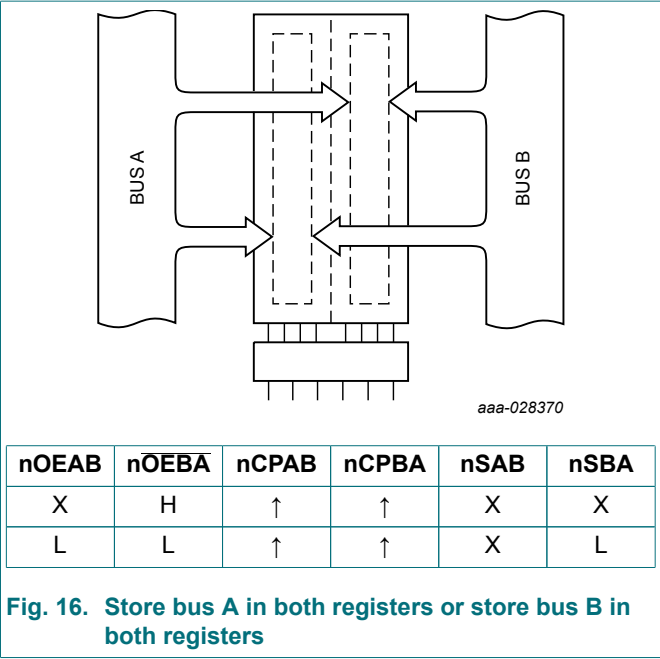 BUS A
BUS B
aaa-028370
nOEAB nOEBA nCPAB nCPBA nSAB nSBA
X H ↑ ↑ X X
L L ↑ ↑ X L
Fig. 16. Store bus A in both registers or store bus B in
both registers